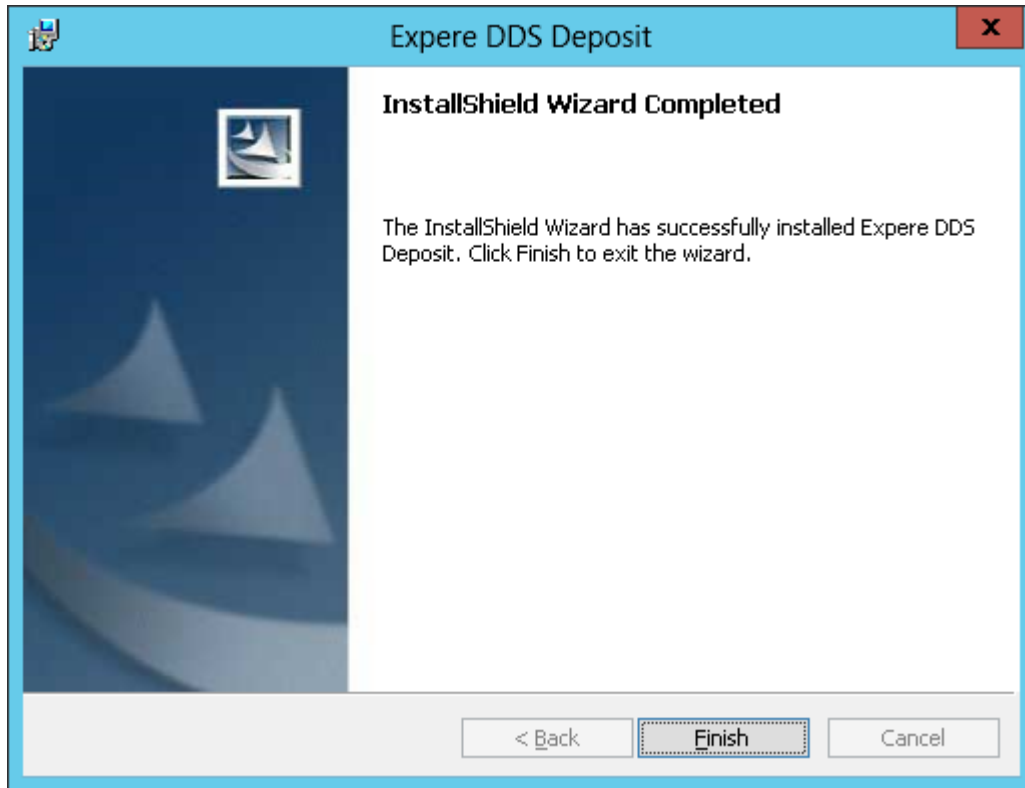 Expere DDS Deposit
x
InstallShield Wizard Completed
The InstallShield Wizard has successfully installed Expere DDS
Deposit. Click Finish to exit the wizard.
< Back
Finish
Cancel